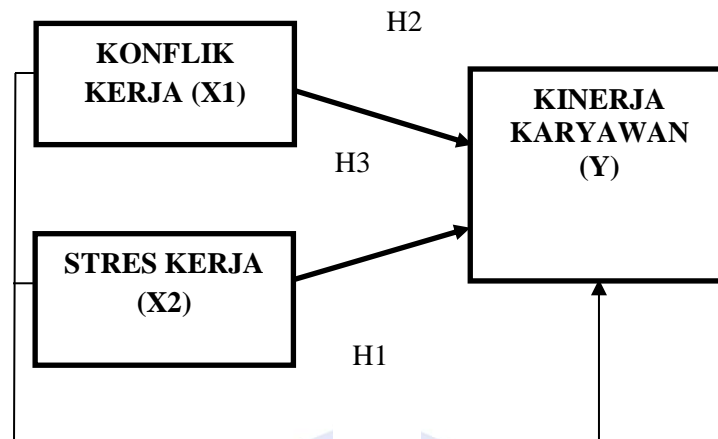 H2
KONFLIK
KERJA (X1)
KINERJA
KARYAWAN
(Y)
H3
STRES KERJA
(X2)
H1